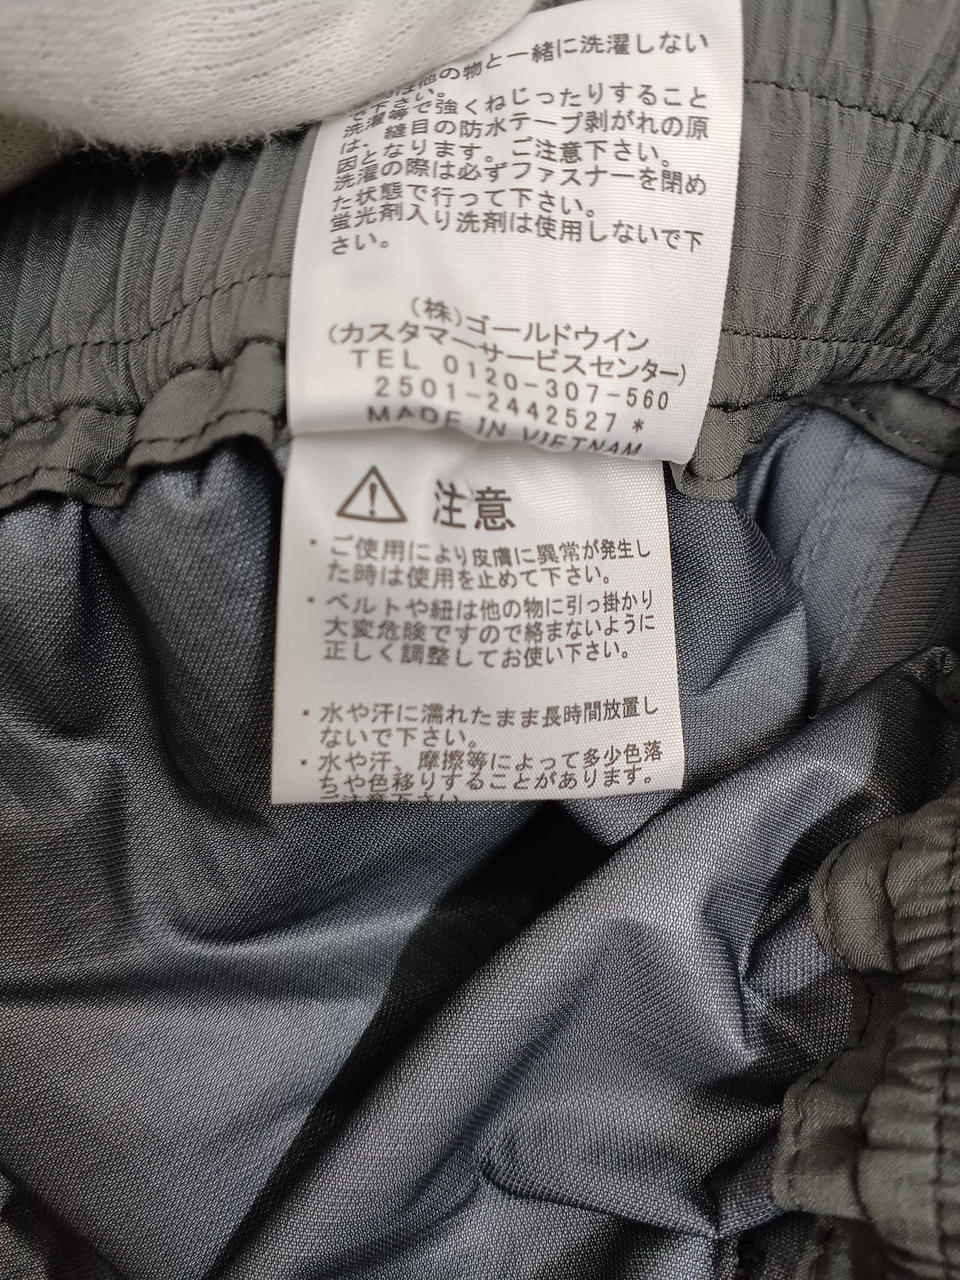 は他の物と一緒に洗濯しない
で下さい。
洗濯等で強くねじったりすること
は、縫目の防水テープ剥がれの原
因となります。ご注意下さい。
洗濯の際は必ずファスナーを閉め
た状態で行って下さい。
蛍光剤入り洗剤は使用しないで下
さい。
(株)ゴールドウイン
(カスタマーサービスセンター)
TEL 0120-307-560
2501-2442527 *
MADE IN VIETNAM
注意
・ご使用により皮膚に異常が発生し
た時は使用を止めて下さい。
・ベルトや紐は他の物に引っ掛かり
大変危険ですので絡まないように
正しく調整してお使い下さい。
・水や汗に濡れたまま長時間放置し
ないで下さい。
・水や汗、摩擦等によって多少色落
ちや色移りすることがあります。
ご注意下さい。